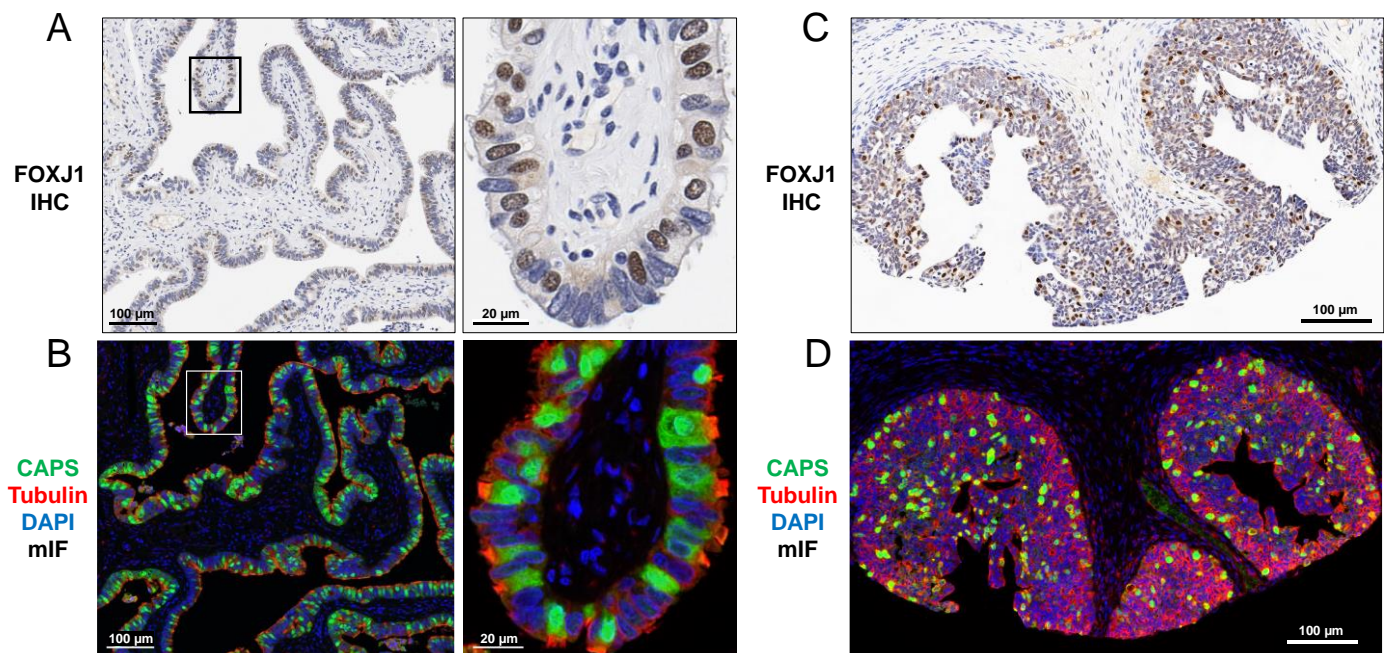 A
C
FOXJ1
IHC
100 µm
20 µm
FOXJ1
IHC
100 µm
B
D
CAPS
Tubulin
DAPI
mIF
100 µm
20 µm
CAPS
Tubulin
DAPI
mIF
100 µm